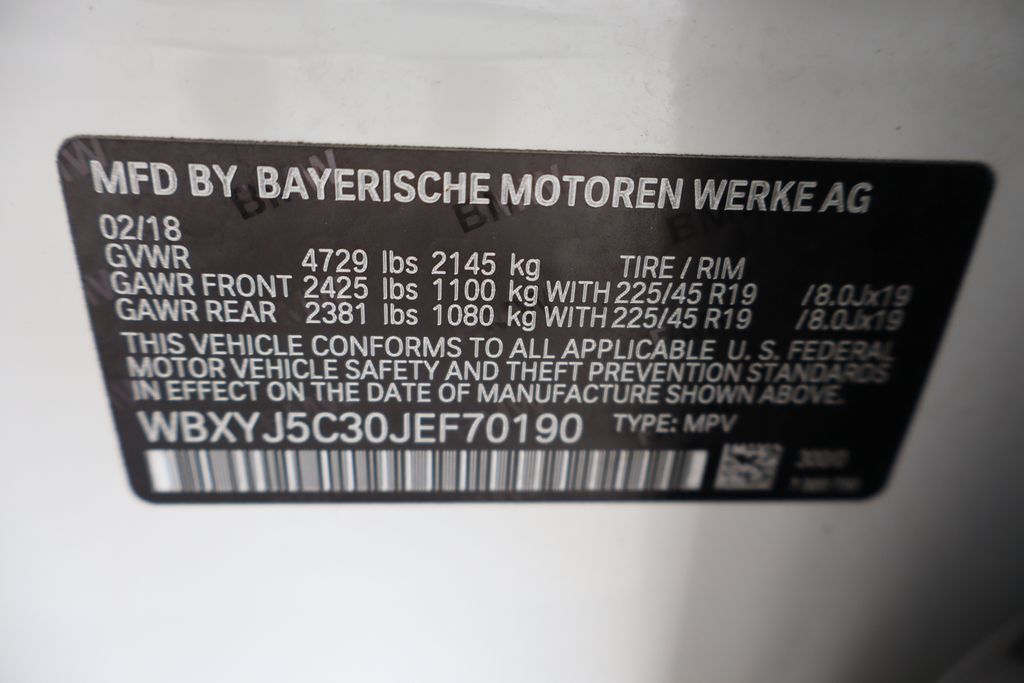 MFD BY BAYERISCHE MOTOREN WERKE AG
02/18
GVWR 4729 lbs 2145 kg TIRE / RIM
GAWR FRONT 2425 lbs 1100 kg WITH 225/45 R19 /8.0Jx19
GAWR REAR 2381 lbs 1080 kg WITH 225/45 R19 /8.0Jx19
THIS VEHICLE CONFORMS TO ALL APPLICABLE U. S. FEDERAL
MOTOR VEHICLE SAFETY AND THEFT PREVENTION STANDARDS
IN EFFECT ON THE DATE OF MANUFACTURE SHOWN ABOVE.
WBXYJ5C30JEF70190 TYPE: MPV